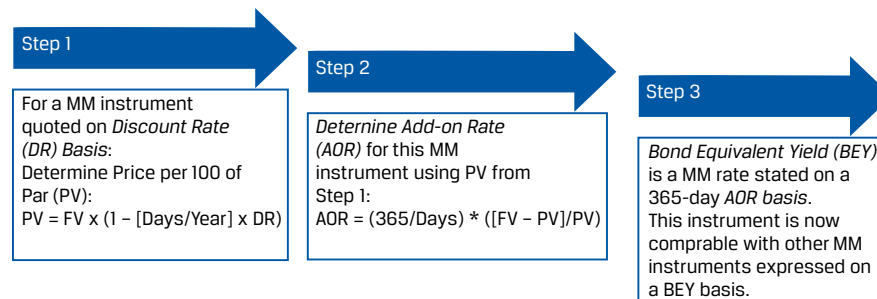 Step 1
For a MM instrument
quoted on Discount Rate
(DR) Basis:
Determine Price per 100 of
Par (PV):
PV = FV x (1 – [Days/Year] x DR)
Step 2
Deternine Add-on Rate
(AOR) for this MM
instrument using PV from
Step 1:
AOR = (365/Days) * ([FV – PV]/PV)
Step 3
Bond Equivalent Yield (BEY)
is a MM rate stated on a
365-day AOR basis.
This instrument is now
comprable with other MM
instruments expressed on
a BEY basis.